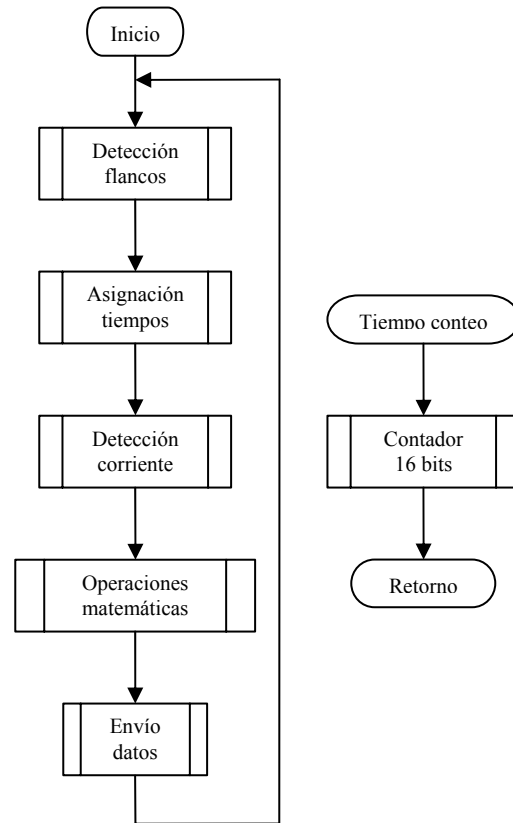 Inicio
Detección
flancos
Asignación
tiempos
Detección
corriente
Operaciones
matemáticas
Envío
datos
Tiempo conteo
Contador
16 bits
Retorno